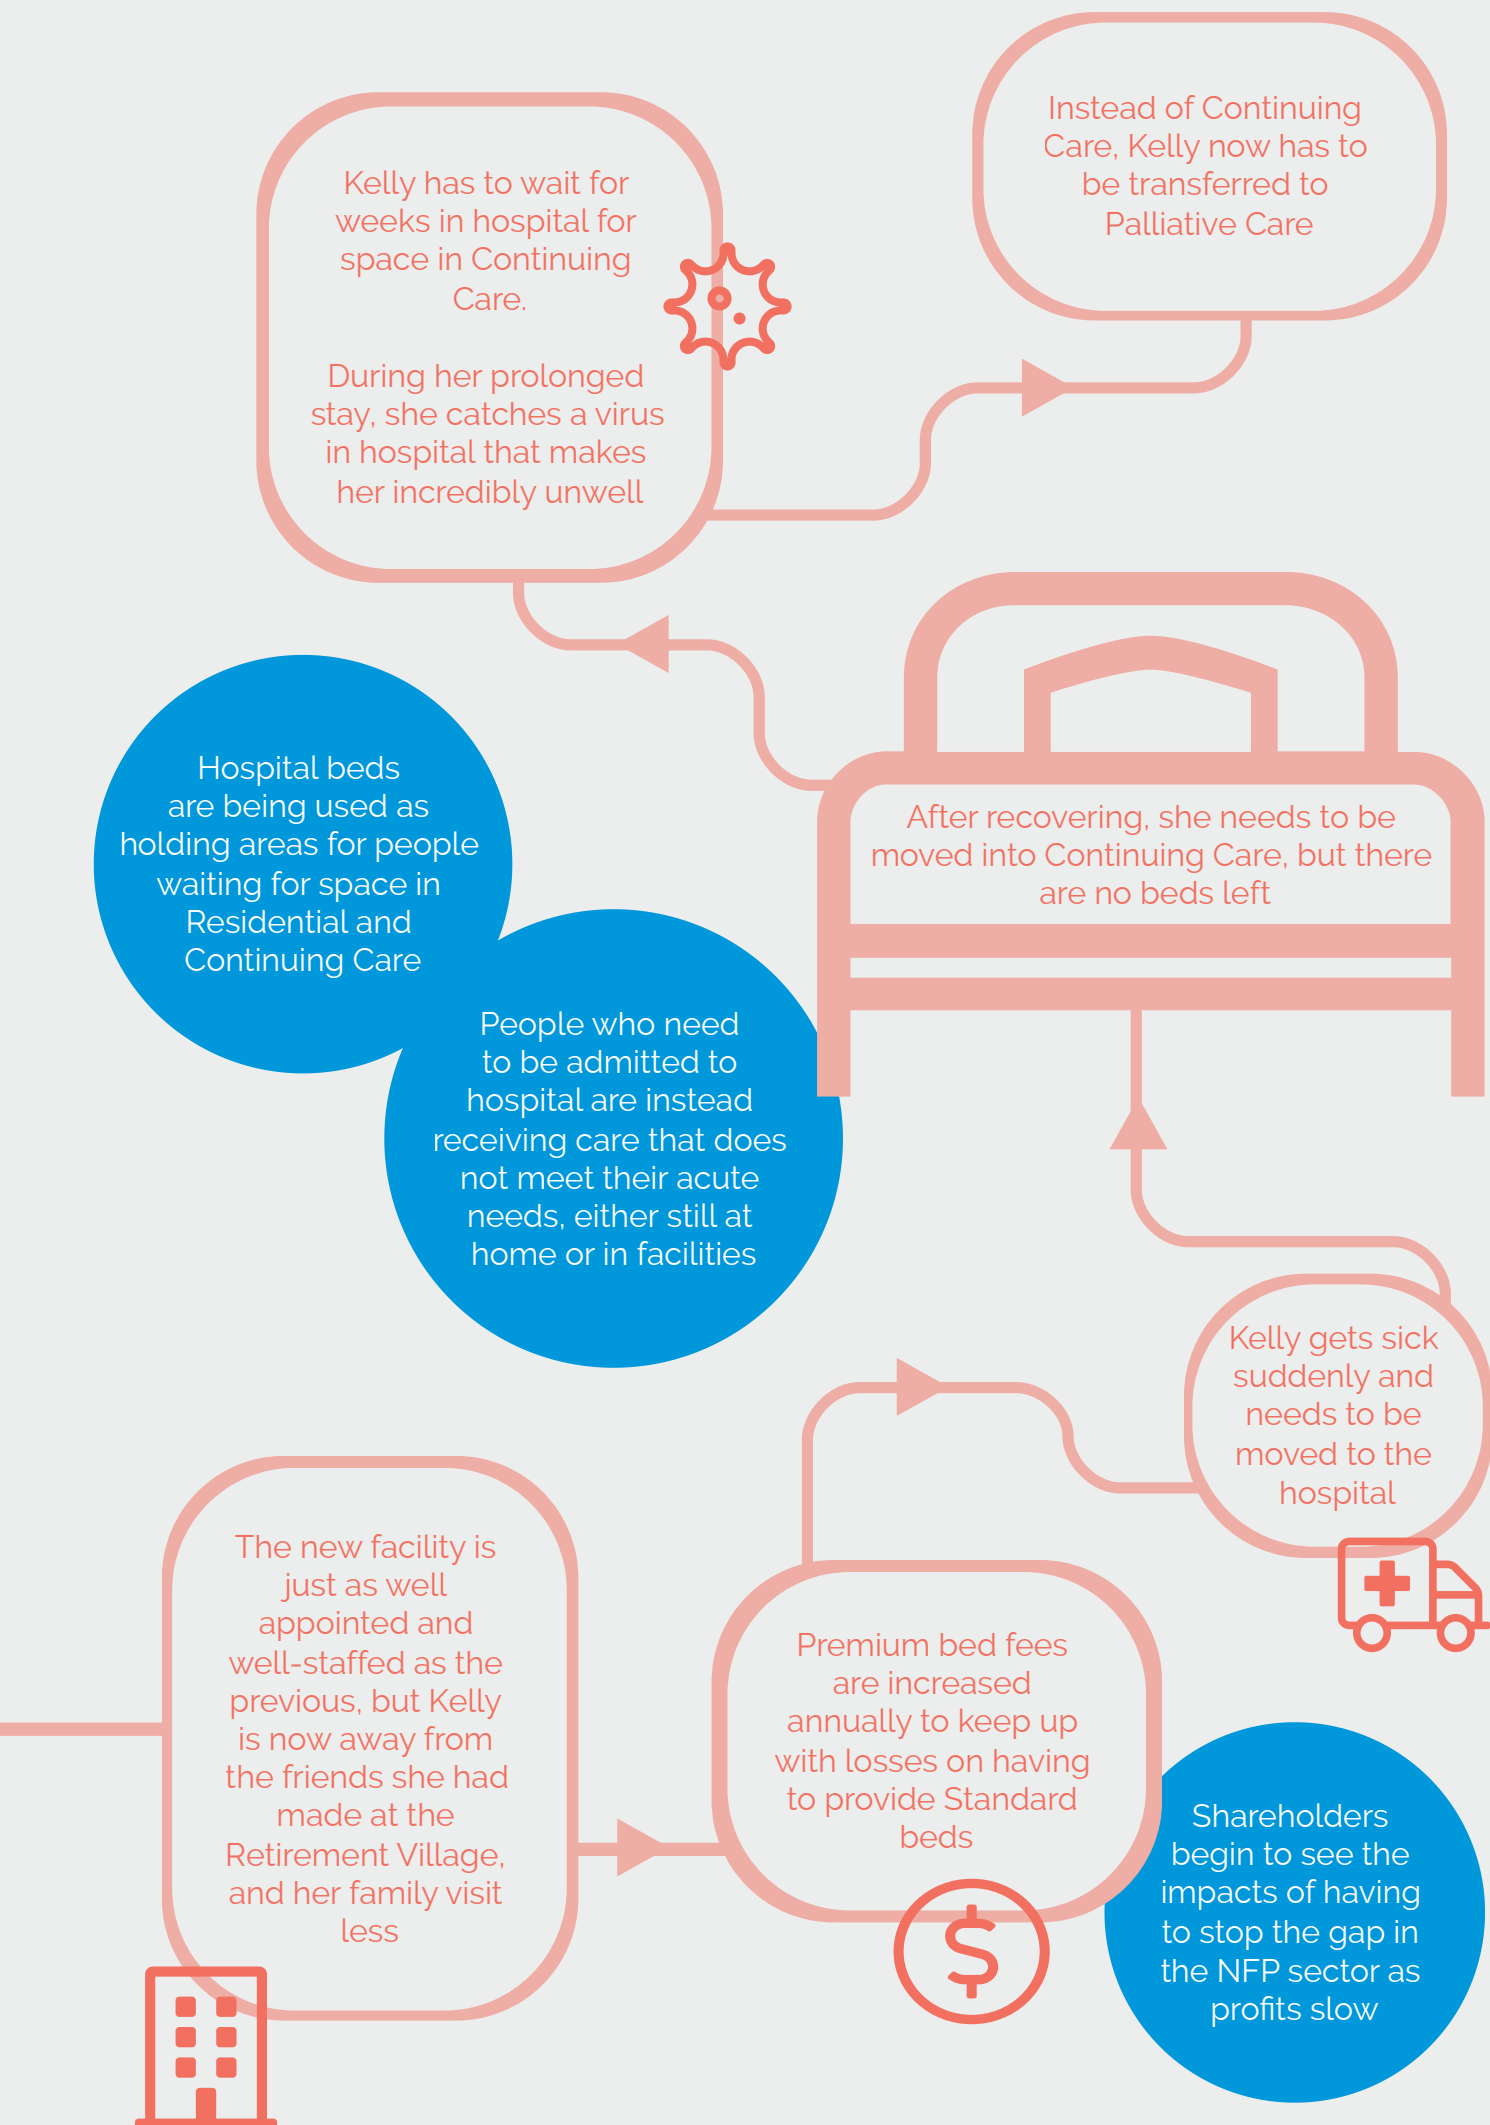 Instead of Continuing
Care, Kelly now has to
be transferred to
Palliative Care
Kelly has to wait for
weeks in hospital for
space in Continuing
Care.
During her prolonged
stay, she catches a virus
in hospital that makes
her incredibly unwell
Hospital beds
are being used as
holding areas for people
waiting for space in
Residential and
Continuing Care
After recovering, she needs to be
moved into Continuing Care, but there
are no beds left
People who need
to be admitted to
hospital are instead
receiving care that does
not meet their acute
needs, either still at
home or in facilities
Kelly gets sick
suddenly and
needs to be
moved to the
hospital
The new facility is
just as well
appointed and
well-staffed as the
previous, but Kelly
is now away from
the friends she had
made at the
Retirement Village,
and her family visit
less
Premium bed fees
are increased
annually to keep up
with losses on having
to provide Standard
beds
$
Shareholders
begin to see the
impacts of having
to stop the gap in
the NFP sector as
profits slow